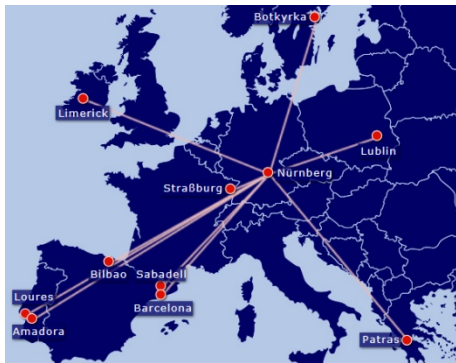 Botkyrka
Limerick
Lublin
Nürnberg
Straßburg
Bilbao
Sabadell
Loures
Barcelona
Amadora
Patras